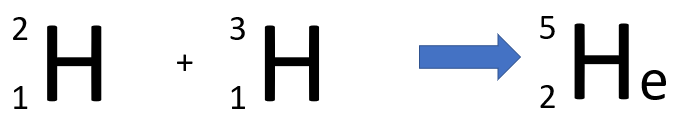 ²₁H + ³₁H ⁵₂He